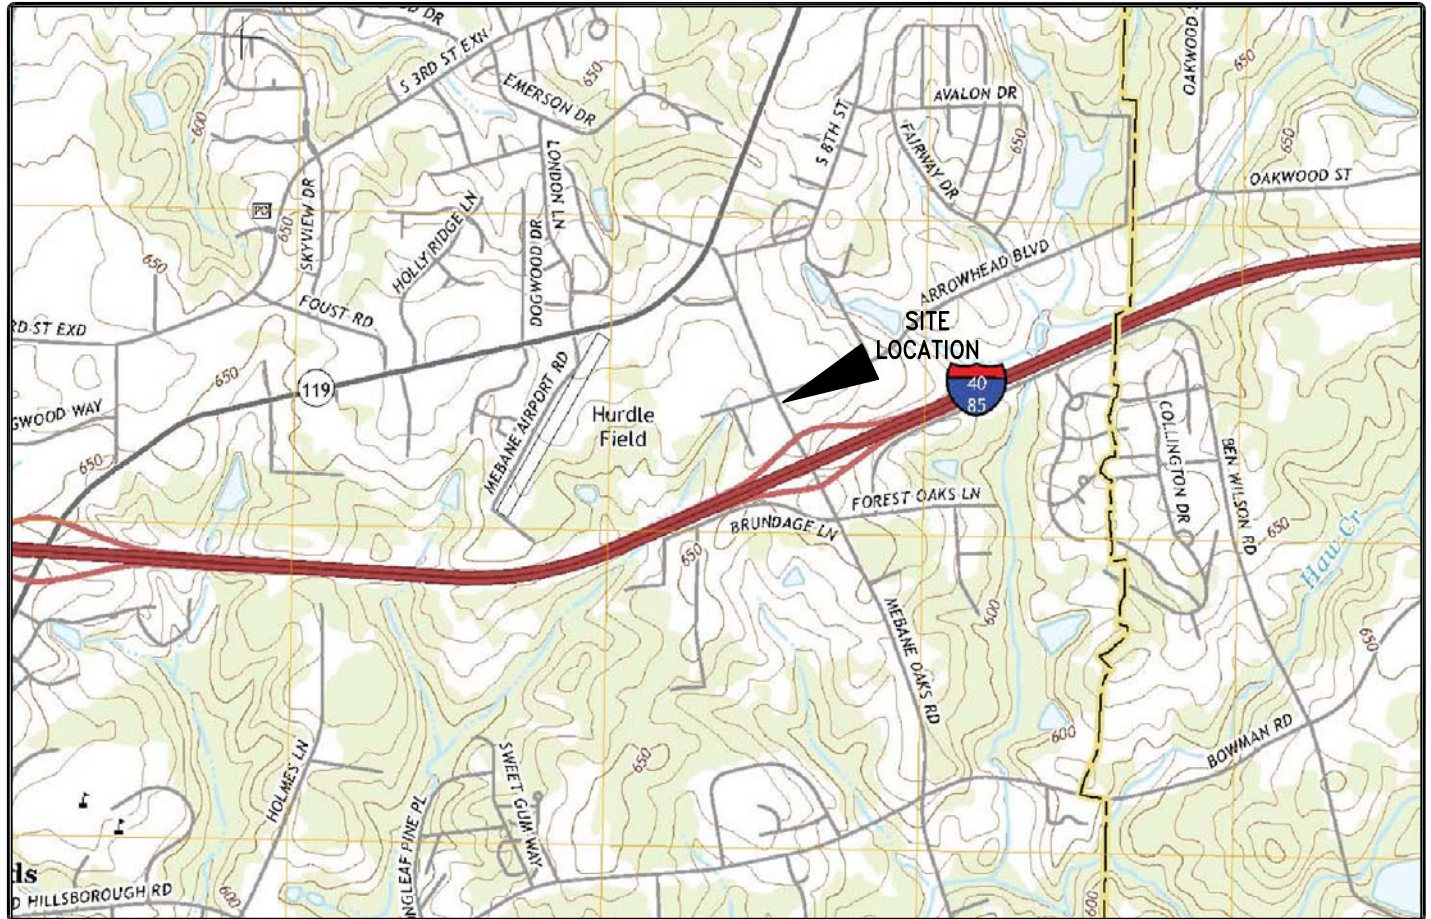 OAKWOOD
S 3RD ST EXN
650
650
EMERSON DR
AVALON DR
S 8TH ST
FAIRWAY DR
650
650
600
LONDON LN
OAKWOOD ST
PD
SKYVIEW DR
650
HOLLY RIDGE LN
DOGWOOD DR
650
ARROWHEAD BLVD
FOUST RD
RD ST EXD
SITE
LOCATION
650
119
40
85
MEBANE AIRPORT RD
Hurdle
Field
GWOOD WAY
650
COLLINGTON DR
BEN WILSON RD
FOREST OAKS LN
BRUNDAGE LN
650
650
Haw Cr
600
MEBANE OAKS RD
650
600
BOWMAN RD
650
HOLMES LN
SWEET GUM WAY
NGLEAF PINE PL
ds
D HILLSBOROUGH RD
600
600